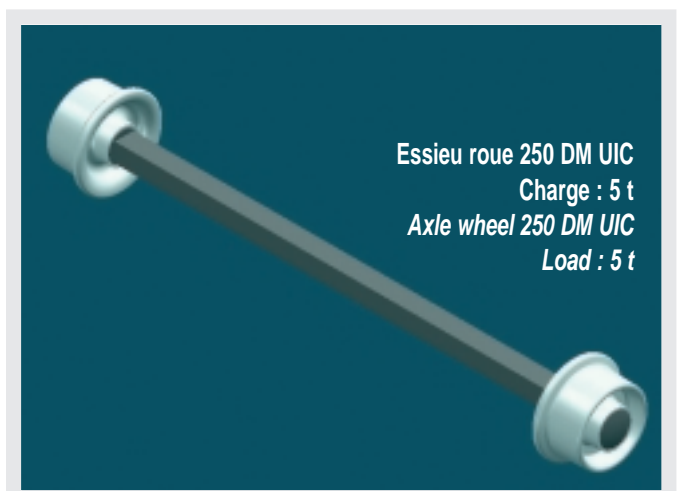 Essieu roue 250 DM UIC
Charge : 5 t
Axle wheel 250 DM UIC
Load : 5 t